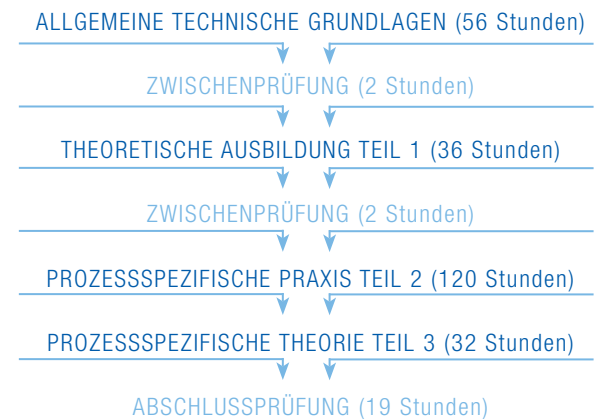 ALLGEMEINE TECHNISCHE GRUNDLAGEN (56 Stunden)
ZWISCHENPRÜFUNG (2 Stunden)
THEORETISCHE AUSBILDUNG TEIL 1 (36 Stunden)
ZWISCHENPRÜFUNG (2 Stunden)
PROZESSSPEZIFISCHE PRAXIS TEIL 2 (120 Stunden)
PROZESSSPEZIFISCHE THEORIE TEIL 3 (32 Stunden)
ABSCHLUSSPRÜFUNG (19 Stunden)